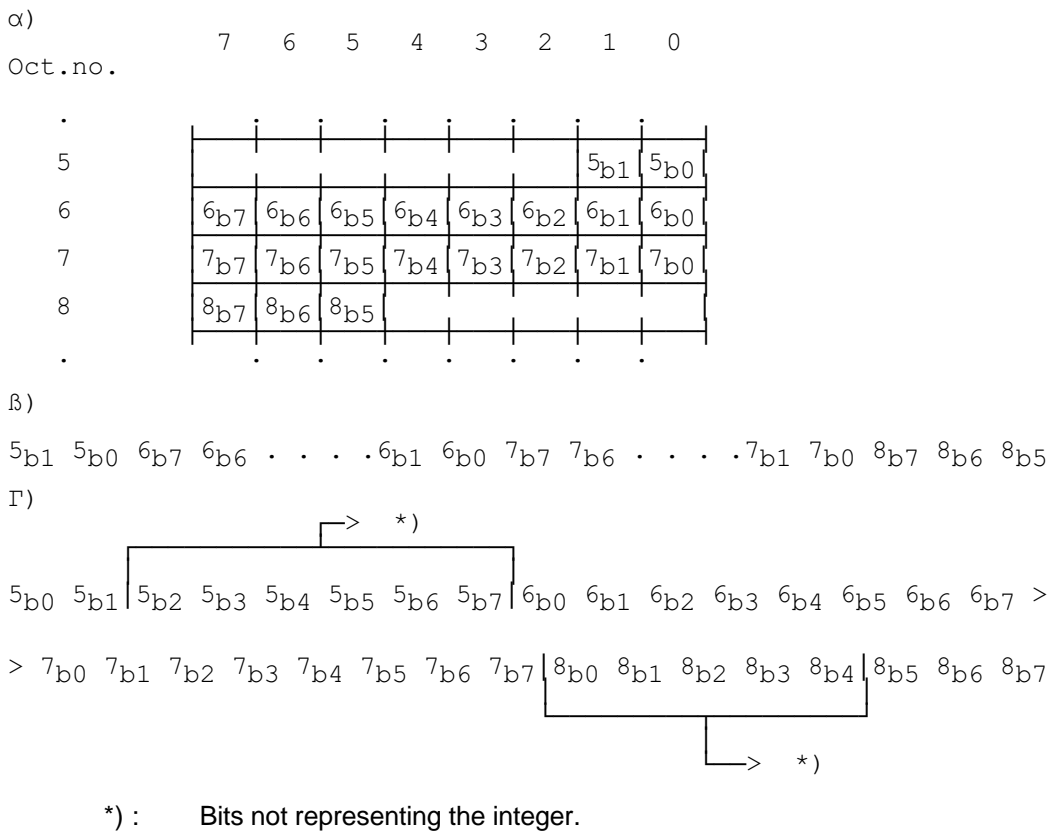 α)
7 6 5 4 3 2 1 0
Oct.no.
. . . . . . . .
5 5b1 5b0
6 6b7 6b6 6b5 6b4 6b3 6b2 6b1 6b0
7 7b7 7b6 7b5 7b4 7b3 7b2 7b1 7b0
8 8b7 8b6 8b5
. . . . . . . .
ß)
5b1 5b0 6b7 6b6 . . . .6b1 6b0 7b7 7b6 . . . .7b1 7b0 8b7 8b6 8b5
Γ)
> *)
5b0 5b1 5b2 5b3 5b4 5b5 5b6 5b7 6b0 6b1 6b2 6b3 6b4 6b5 6b6 6b7 >
> 7b0 7b1 7b2 7b3 7b4 7b5 7b6 7b7 8b0 8b1 8b2 8b3 8b4 8b5 8b6 8b7
> *)
*) : Bits not representing the integer.